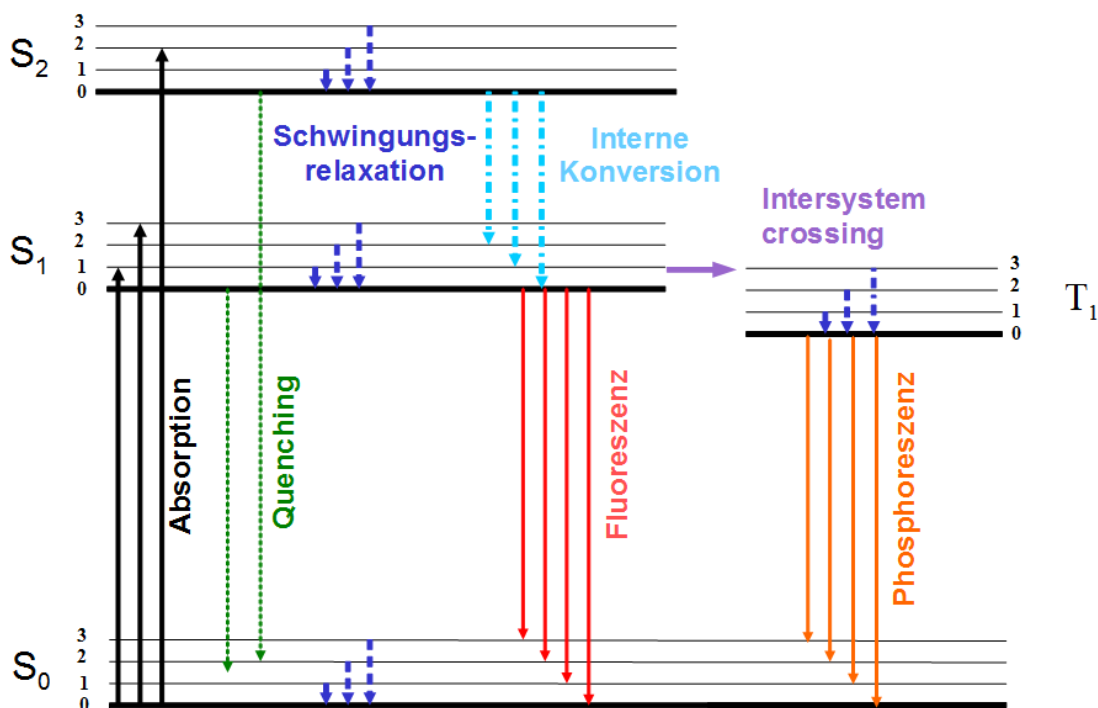 S2
3
2
1
0
Schwingungs-
relaxation
Interne
Konversion
Intersystem
crossing
S1
3
2
1
0
3
2
1
0
T1
Absorption
Quenching
Fluoreszenz
Phosphoreszenz
S0
3
2
1
0